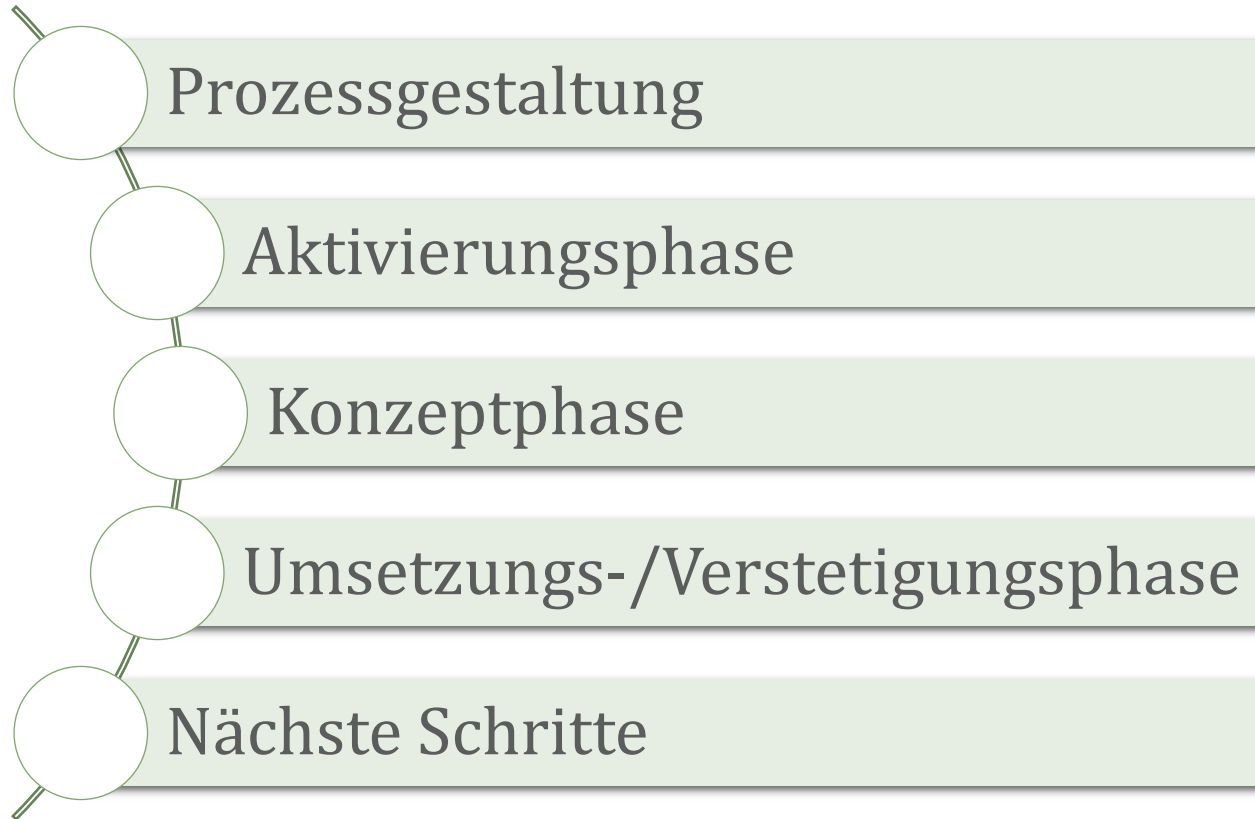 Prozessgestaltung
Aktivierungsphase
Konzeptphase
Umsetzungs-/Verstetigungsphase
Nächste Schritte